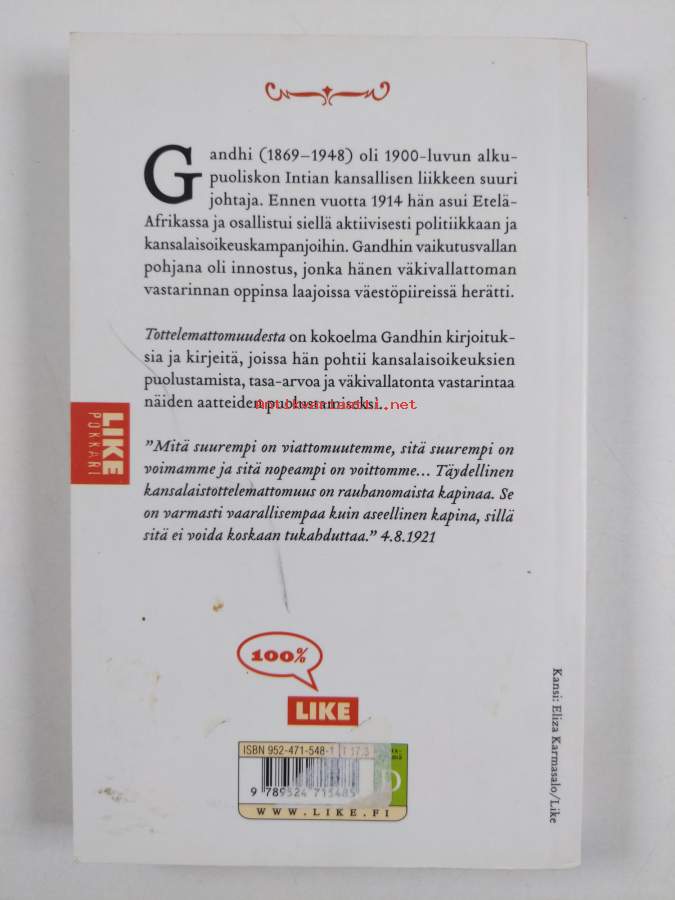 Gandhi (1869–1948) oli 1900-luvun alku-
puoliskon Intian kansallisen liikkeen suuri
johtaja. Ennen vuotta 1914 hän asui Etelä-
Afrikassa ja osallistui siellä aktiivisesti politiikkaan ja
kansalaisoikeuskampanjoihin. Gandhin vaikutusvallan
pohjana oli innostus, jonka hänen väkivallattoman
vastarinnan oppinsa laajoissa väestöpiireissä herätti.
Tottelemattomuudesta on kokoelma Gandhin kirjoituk-
sia ja kirjeitä, joissa hän pohtii kansalaisoikeuksien
puolustamista, tasa-arvoa ja väkivallatonta vastarintaa
näiden aatteiden puolustamiseksi.
”Mitä suurempi on viattomuutemme, sitä suurempi on
voimamme ja sitä nopeampi on voittomme... Täydellinen
kansalaistottelemattomuus on rauhanomaista kapinaa. Se
on varmasti vaarallisempaa kuin aseellinen kapina, sillä
sitä ei voida koskaan tukahduttaa.” 4.8.1921
LIKE
POKKARI
100%
LIKE
ISBN 952-471-548-1
9 789524 715485
WWW.LIKE.FI
Kansi: Eliza Karmasalo/Like